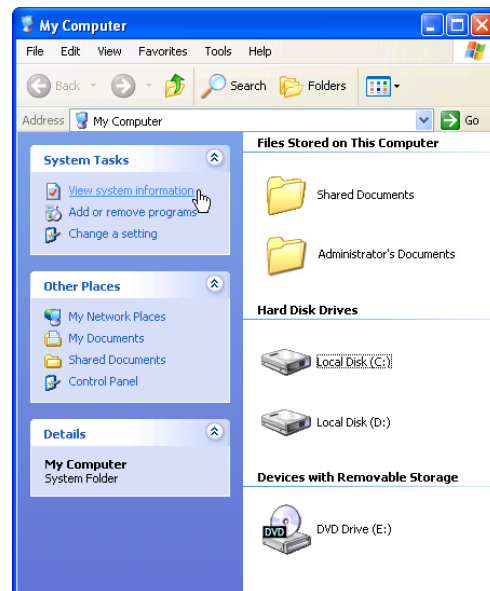 My Computer
File Edit View Favorites Tools Help
Back Search Folders
Address My Computer Go
System Tasks
View system information
Add or remove programs
Change a setting
Other Places
My Network Places
My Documents
Shared Documents
Control Panel
Details
My Computer
System Folder
Files Stored on This Computer
Shared Documents
Administrator's Documents
Hard Disk Drives
Local Disk (C:)
Local Disk (D:)
Devices with Removable Storage
DVD
DVD Drive (E:)